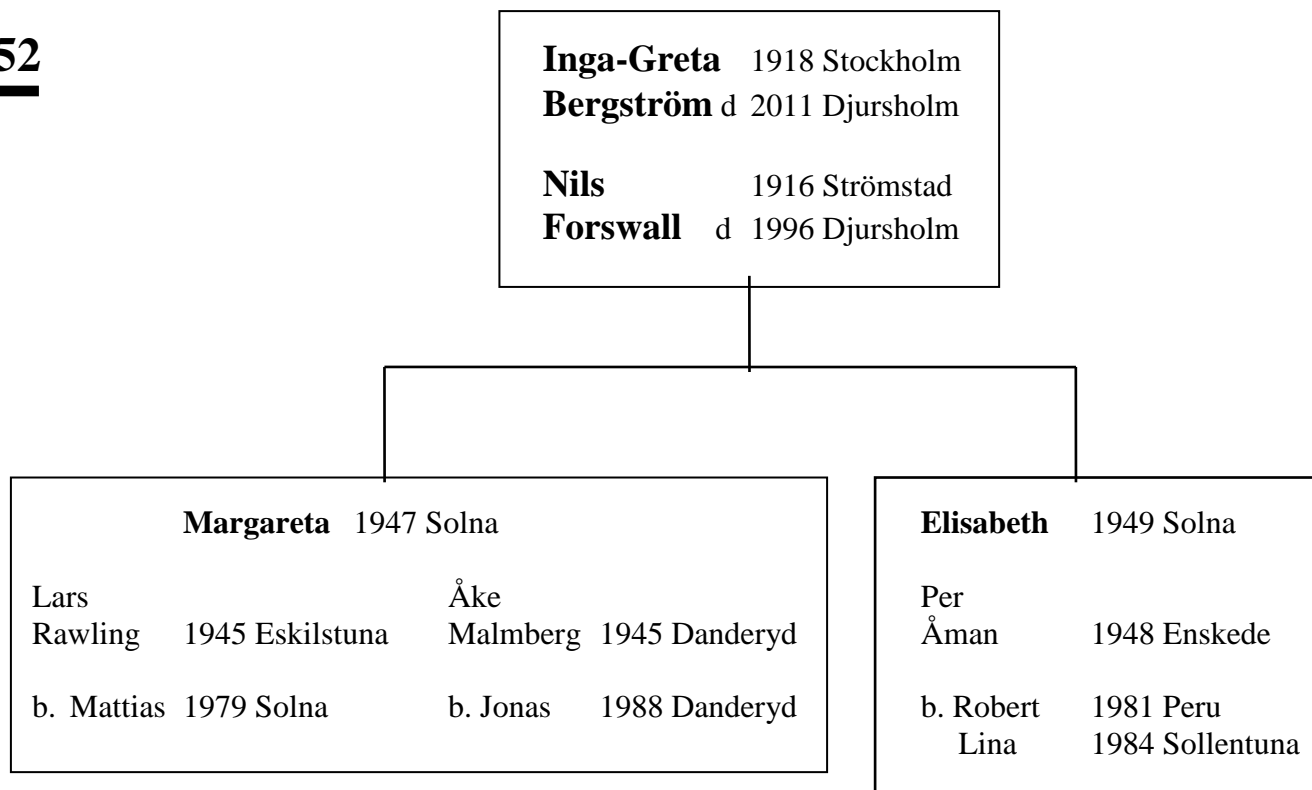 52
Inga-Greta 1918 Stockholm
Bergström d 2011 Djursholm
Nils 1916 Strömstad
Forswall d 1996 Djursholm
Margareta 1947 Solna
Lars
Rawling 1945 Eskilstuna
b. Mattias 1979 Solna
Åke
Malmberg 1945 Danderyd
b. Jonas 1988 Danderyd
Elisabeth 1949 Solna
Per
Åman 1948 Enskede
b. Robert 1981 Peru
Lina 1984 Sollentuna